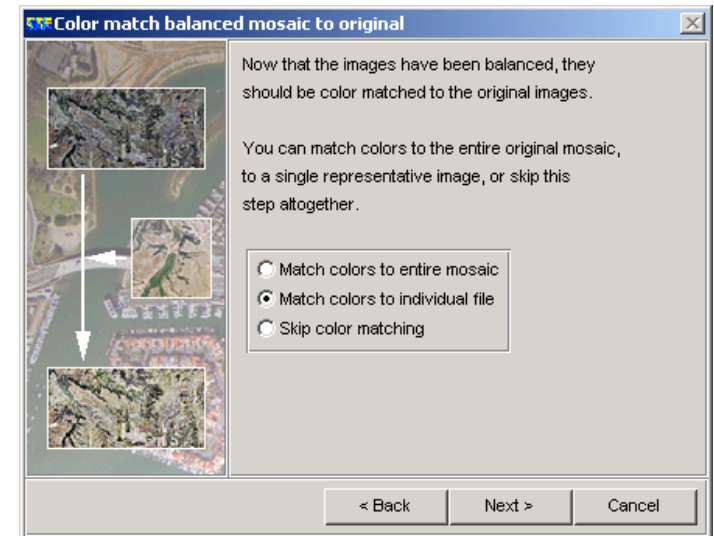 Color match balanced mosaic to original
Now that the images have been balanced, they
should be color matched to the original images.
You can match colors to the entire original mosaic,
to a single representative image, or skip this
step altogether.
Match colors to entire mosaic
Match colors to individual file
Skip color matching
< Back
Next >
Cancel